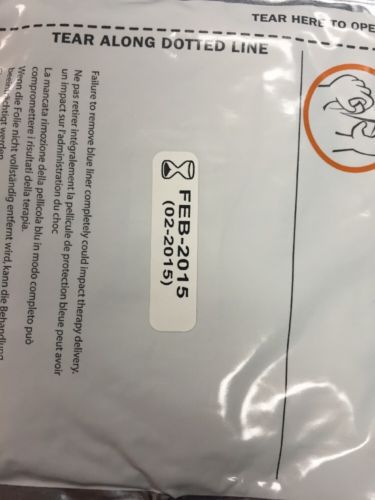 TEAR HERE TO OPE
TEAR ALONG DOTTED LINE
Failure to remove blue liner completely could impact therapy delivery.
Ne pas retirer intégralement la pellicule de protection bleue peut avoir
un impact sur l'administration du choc
La mancata rimozione della pellicola blu in modo completo può
compromettere i risultati della terapia.
Wenn die Folie nicht vollständig entfernt wird, kann die Behandlung
werden
FEB-2015
(02-2015)